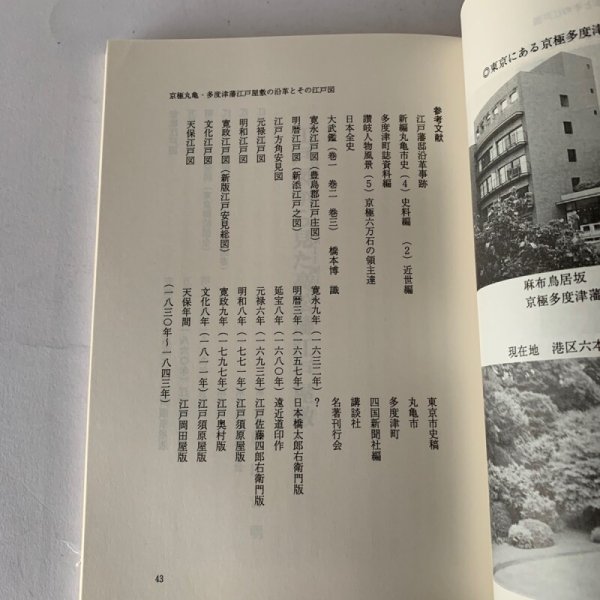 京極丸亀・多度津藩江戸屋敷の沿革とその江戸図
参考文献
江戸藩邸沿革事跡 東京市史稿
新編丸亀市史（4）史料編 （2）近世編 丸亀市
多度津町誌資料編 多度津町
讃岐人物風景（5）京極六万石の領主達 四国新聞社編
日本全史 講談社
大武鑑（巻一 巻二 巻三） 橋本博 識 名著刊行会
寛永江戸図（豊島郡江戸庄図） 寛永九年（一六三二年） ？
明暦江戸図（新添江戸之図） 明暦三年（一六五七年） 日本橋太郎右衛門版
江戸方角安見図 延宝八年（一六八〇年） 遠近道印作
元禄江戸図 元禄六年（一六九三年） 江戸佐藤四郎右衛門版
明和江戸図 明和八年（一七七一年） 江戸須原屋版
寛政江戸図（新版江戸安見総図） 寛政九年（一七九七年） 江戸奥村版
文化江戸図 文化八年（一八一一年） 江戸須原屋版
天保江戸図 天保年間 江戸岡田屋版
（一八三〇年〜一八四三年）
43
◎東京にある京極多度津
麻布鳥居坂
京極多度津藩
現在地 港区六本